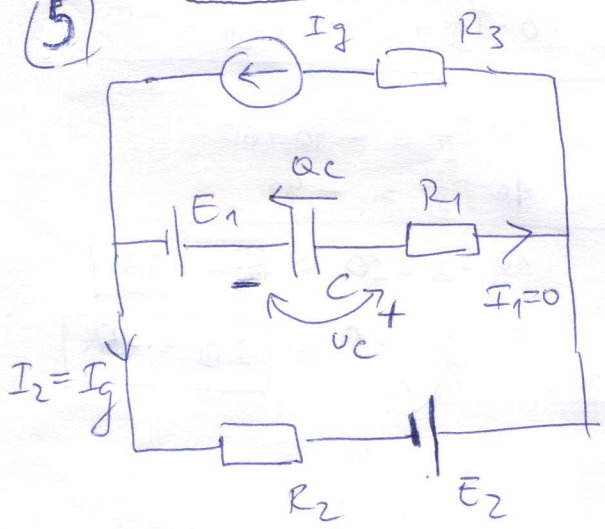 5
Ig R3
Qc
E1 R1
- C + I1=0
uc
I2=Ig
R2 E2